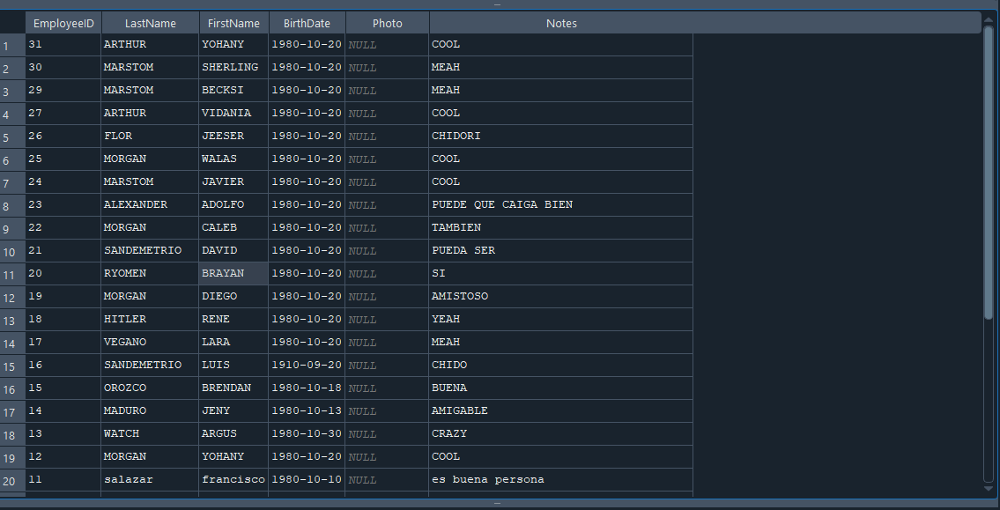 EmployeeID LastName FirstName BirthDate Photo Notes
1 31 ARTHUR YOHANY 1980-10-20 NULL COOL
2 30 MARSTOM SHERLING 1980-10-20 NULL MEAH
3 29 MARSTOM BECKSI 1980-10-20 NULL MEAH
4 27 ARTHUR VIDANIA 1980-10-20 NULL COOL
5 26 FLOR JEESER 1980-10-20 NULL CHIDORI
6 25 MORGAN WALAS 1980-10-20 NULL COOL
7 24 MARSTOM JAVIER 1980-10-20 NULL COOL
8 23 ALEXANDER ADOLFO 1980-10-20 NULL PUEDE QUE CAIGA BIEN
9 22 MORGAN CALEB 1980-10-20 NULL TAMBIEN
10 21 SANDEMETRIO DAVID 1980-10-20 NULL PUEDA SER
11 20 RYOMEN BRAYAN 1980-10-20 NULL SI
12 19 MORGAN DIEGO 1980-10-20 NULL AMISTOSO
13 18 HITLER RENE 1980-10-20 NULL YEAH
14 17 VEGANO LARA 1980-10-20 NULL MEAH
15 16 SANDEMETRIO LUIS 1910-09-20 NULL CHIDO
16 15 OROZCO BRENDAN 1980-10-18 NULL BUENA
17 14 MADURO JENY 1980-10-13 NULL AMIGABLE
18 13 WATCH ARGUS 1980-10-30 NULL CRAZY
19 12 MORGAN YOHANY 1980-10-20 NULL COOL
20 11 salazar francisco 1980-10-10 NULL es buena persona